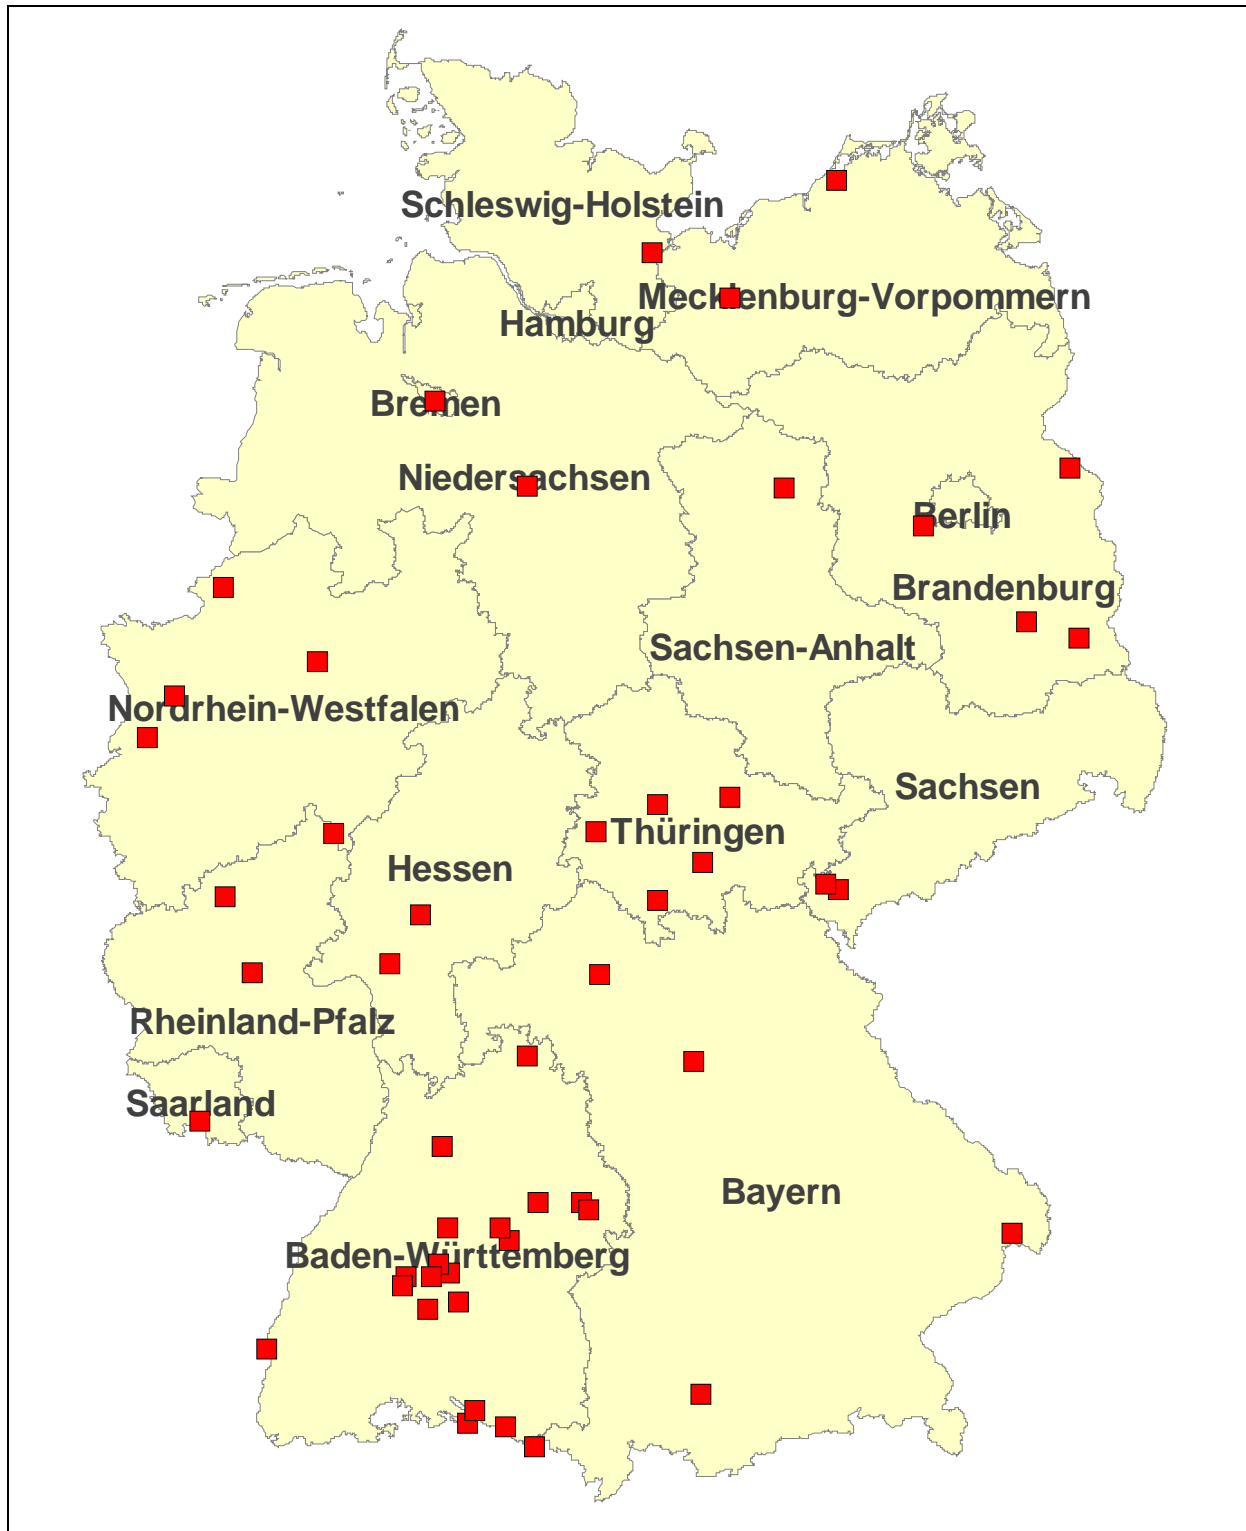 Schleswig-Holstein
Mecklenburg-Vorpommern
Hamburg
Bremen
Niedersachsen
Berlin
Brandenburg
Sachsen-Anhalt
Nordrhein-Westfalen
Sachsen
Thüringen
Hessen
Rheinland-Pfalz
Saarland
Bayern
Baden-Württemberg